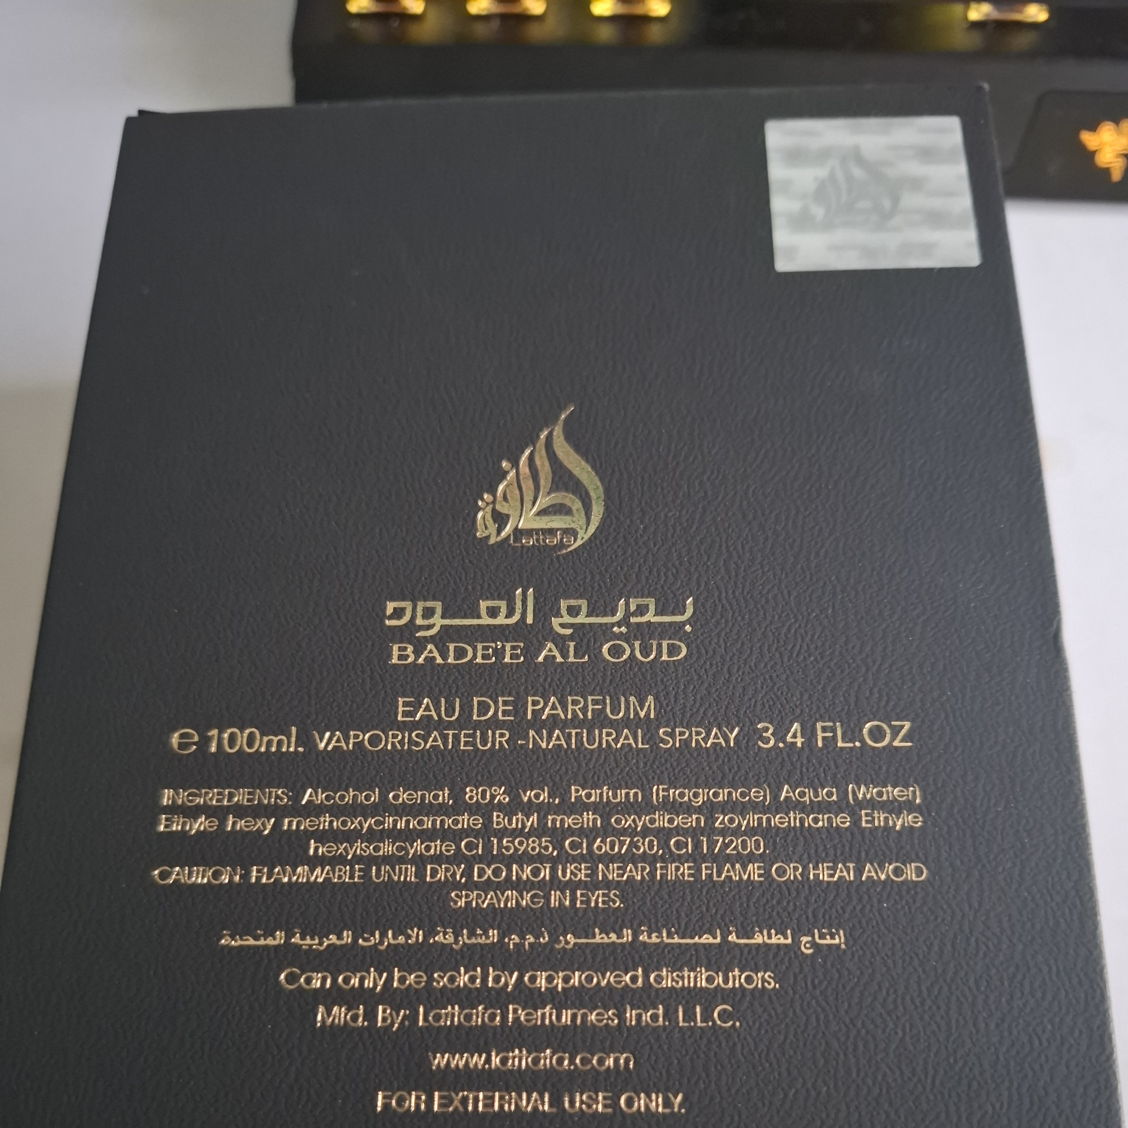 لطافة
Lattafa
بديع العود
BADE'E AL OUD
EAU DE PARFUM
℮ 100ml. VAPORISATEUR -NATURAL SPRAY 3.4 FL.OZ
INGREDIENTS: Alcohol denat, 80% vol., Parfum (Fragrance) Aqua (Water)
Ethyle hexy methoxycinnamate Butyl meth oxydiben zoylmethane Ethyle
hexylsalicylate CI 15985, CI 60730, CI 17200.
CAUTION: FLAMMABLE UNTIL DRY, DO NOT USE NEAR FIRE FLAME OR HEAT AVOID
SPRAYING IN EYES.
إنتاج لطافة لصناعة العطور ذ.م.م، الشارقة، الامارات العربية المتحدة
Can only be sold by approved distributors.
Mfd. By: Lattafa Perfumes Ind. L.L.C.
www.lattafa.com
FOR EXTERNAL USE ONLY.